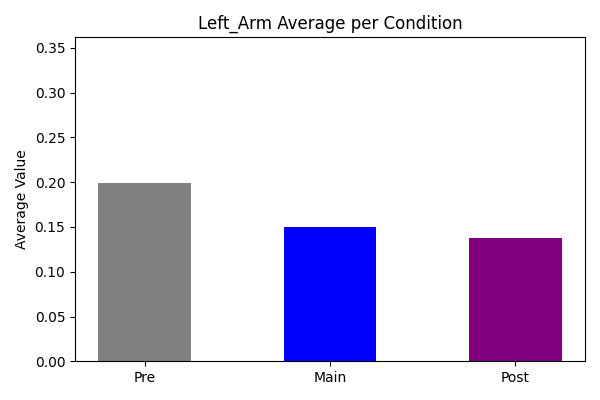 Left_Arm Average per Condition
Average Value
0.35
0.30
0.25
0.20
0.15
0.10
0.05
0.00
Pre
Main
Post